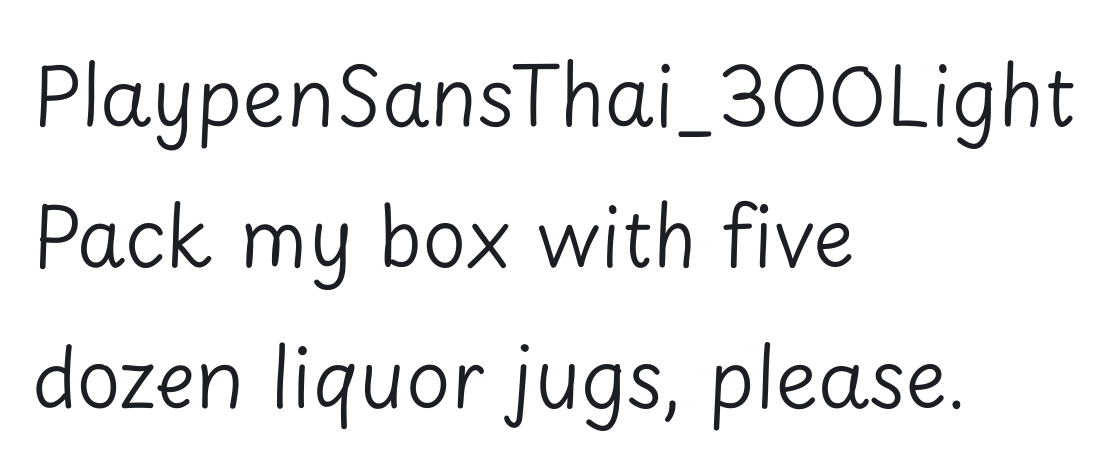 PlaypenSansThai_300Light
Pack my box with five
dozen liquor jugs, please.